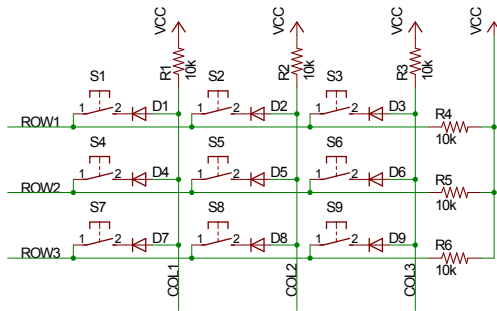 VCC VCC VCC VCC
R1 10k R2 10k R3 10k
S1 S2 S3
1 2 D1 1 2 D2 1 2 D3 R4
ROW1 10k
S4 S5 S6
1 2 D4 1 2 D5 1 2 D6 R5
ROW2 10k
S7 S8 S9
1 2 D7 1 2 D8 1 2 D9 R6
ROW3 10k
COL1 COL2 COL3